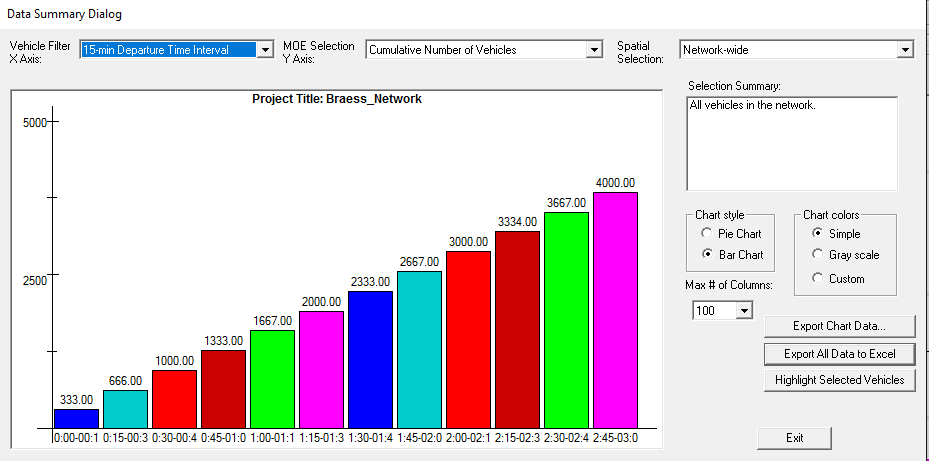 Data Summary Dialog
Vehicle Filter
X Axis:
15-min Departure Time Interval
MOE Selection
Y Axis:
Cumulative Number of Vehicles
Spatial
Selection:
Network-wide
Project Title: Braess_Network
5000
2500
333.00
666.00
1000.00
1333.00
1667.00
2000.00
2333.00
2667.00
3000.00
3334.00
3667.00
4000.00
0:00-00:1 0:15-00:3 0:30-00:4 0:45-01:0 1:00-01:1 1:15-01:3 1:30-01:4 1:45-02:0 2:00-02:1 2:15-02:3 2:30-02:4 2:45-03:0
Selection Summary:
All vehicles in the network.
Chart style
Pie Chart
Bar Chart
Chart colors
Simple
Gray scale
Custom
Max # of Columns:
100
Export Chart Data...
Export All Data to Excel
Highlight Selected Vehicles
Exit